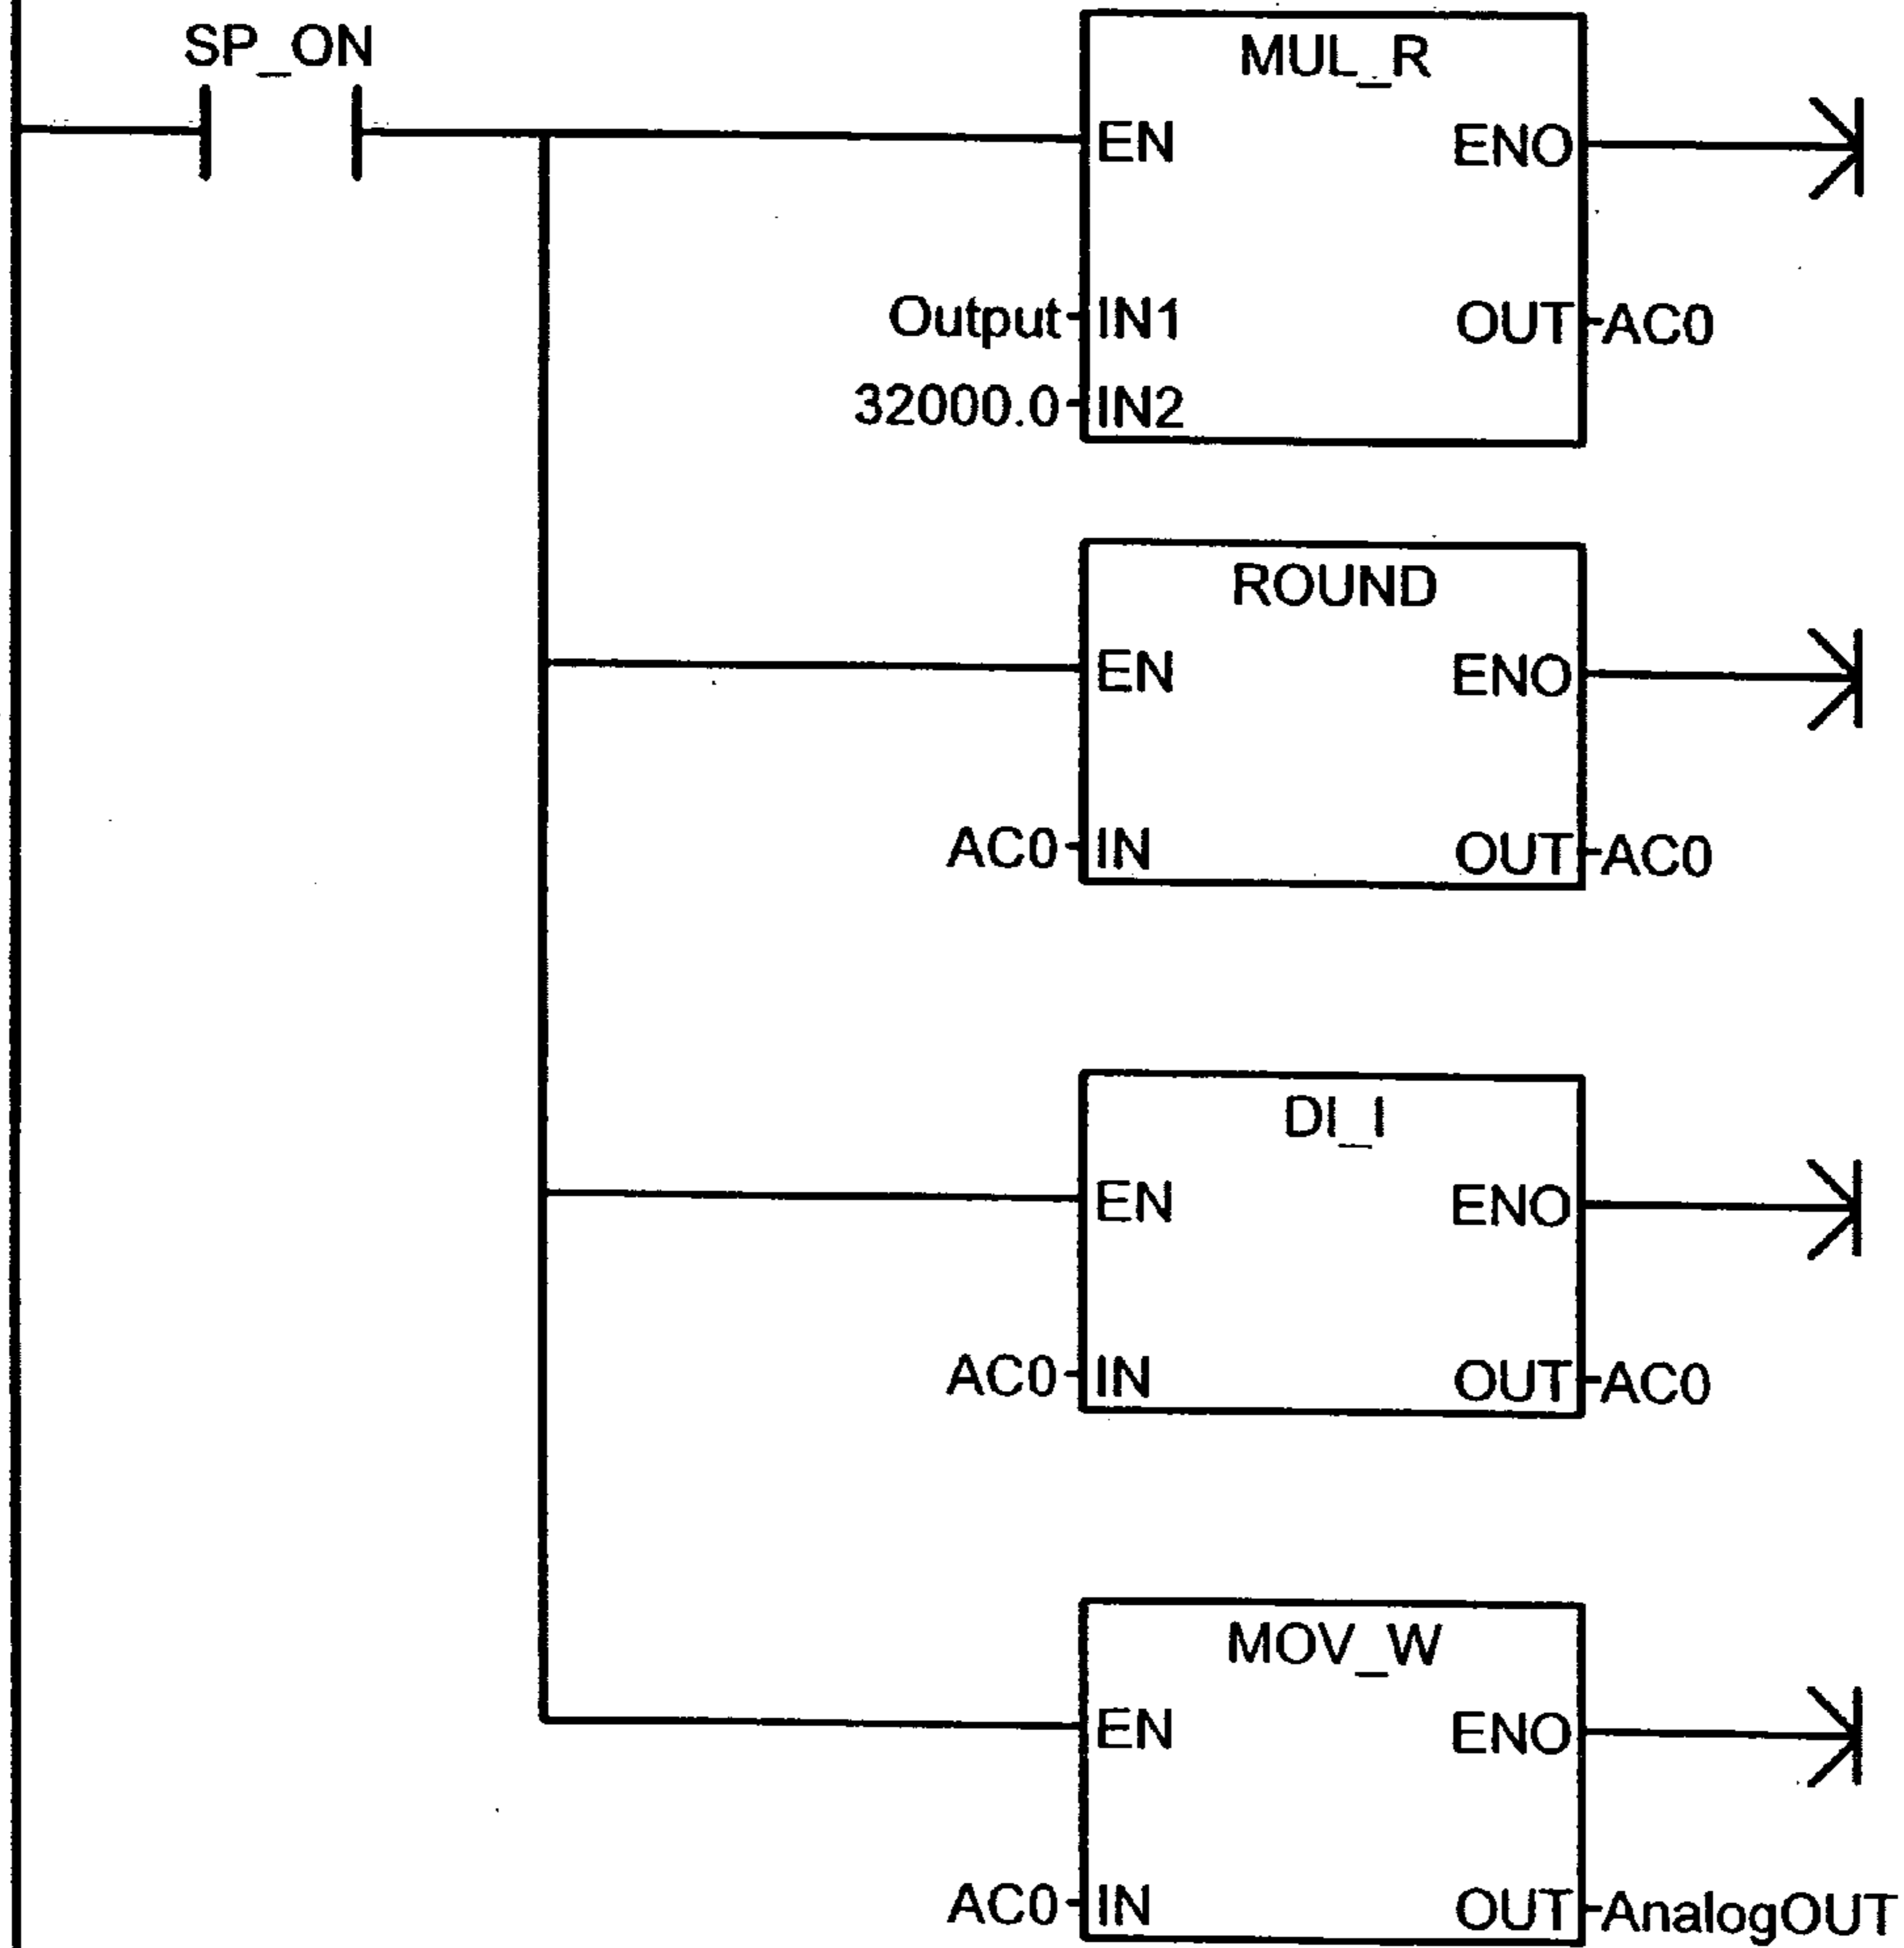 SP_ON
MUL_R
EN ENO
Output IN1 OUT AC0
32000.0 IN2
ROUND
EN ENO
AC0 IN OUT AC0
DI_I
EN ENO
AC0 IN OUT AC0
MOV_W
EN ENO
AC0 IN OUT AnalogOUT